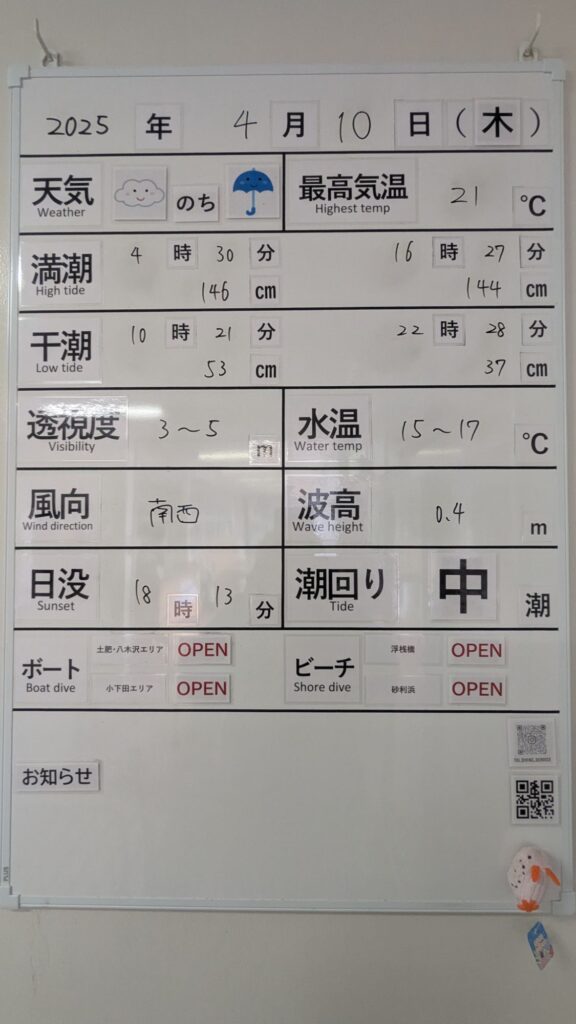 2025 年 4 月 10 日 (木)
天気 のち 最高気温 21 ℃
Weather Highest temp
満潮 4 時 30 分 16 時 27 分
High tide 146 cm 144 cm
干潮 10 時 21 分 22 時 28 分
Low tide 53 cm 37 cm
透視度 3～5 m 水温 15～17 ℃
Visibility Water temp
風向 南西 波高 0.4 m
Wind direction Wave height
日没 18 時 13 分 潮回り 中 潮
Sunset Tide
ボート 土肥・八木沢エリア OPEN ビーチ 浮桟橋 OPEN
Boat dive 小下田エリア OPEN Shore dive 砂利浜 OPEN
お知らせ
PLUS